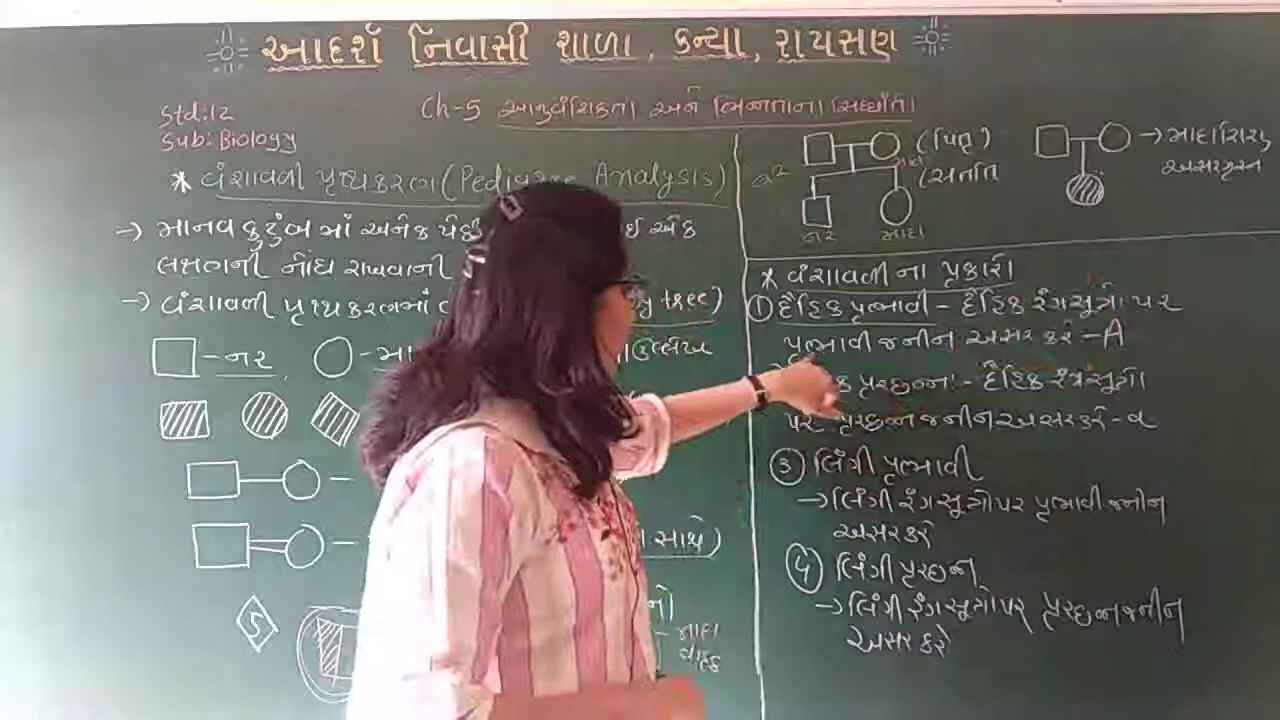 આદર્શ નિવાસી શાળા, કન્યા, રાયસણ
Std:12
Sub: Biology
Ch-5 આનુવંશિકતા અને ભિન્નતાના સિદ્ધાંતો
* વંશાવળી પૃથ્થકરણ (Pedigree Analysis)
→ માનવ કુટુંબ માં અનેક
લક્ષણની નોંધ રાખવાની
→ વંશાવળી પૃથ્થકરણમાં
tree)
- નર
5
સાથે)
માદા
વાહક
(પિતૃ)
(સંતતિ
નર માદા
→ માદા શિશુ
અસરગ્રસ્ત
* વંશાવળી ના પ્રકારો
① દૈહિક પ્રભાવી - દૈહિક રંગસૂત્રો પર
પ્રભાવી જનીન અસર કરે - A
પ્રચ્છન્ન :- દૈહિક રંગસૂત્રો
પર પ્રચ્છન્ન જનીન અસર કરે - a
③ લિંગી પ્રભાવી
→ લિંગી રંગસૂત્રો પર પ્રભાવી જનીન
અસર કરે
④ લિંગી પ્રચ્છન્ન
→ લિંગી રંગસૂત્રો પર પ્રચ્છન્ન જનીન
અસર કરે